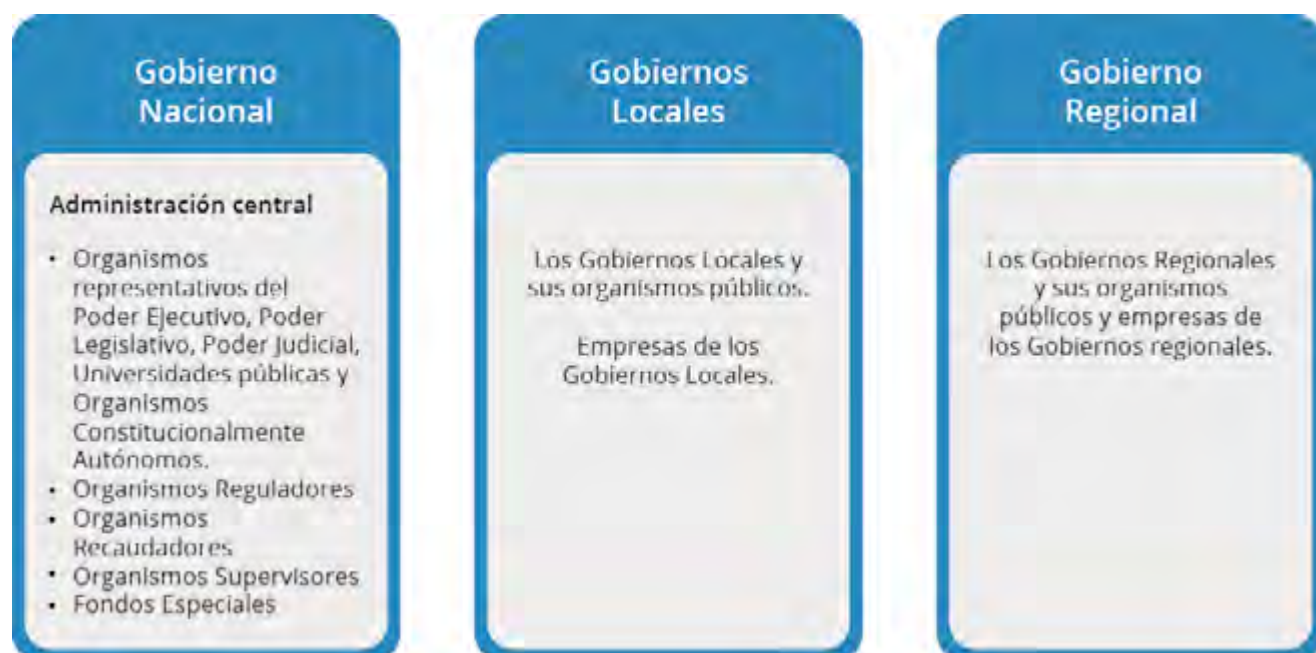 Gobierno
Nacional
Administración central
• Organismos
representativos del
Poder Ejecutivo, Poder
Legislativo, Poder Judicial,
Universidades públicas y
Organismos
Constitucionalmente
Autónomos.
• Organismos Reguladores
• Organismos
Recaudadores
• Organismos Supervisores
• Fondos Especiales
Gobiernos
Locales
Los Gobiernos Locales y
sus organismos públicos.
Empresas de los
Gobiernos Locales.
Gobierno
Regional
Los Gobiernos Regionales
y sus organismos
públicos y empresas de
los Gobiernos regionales.